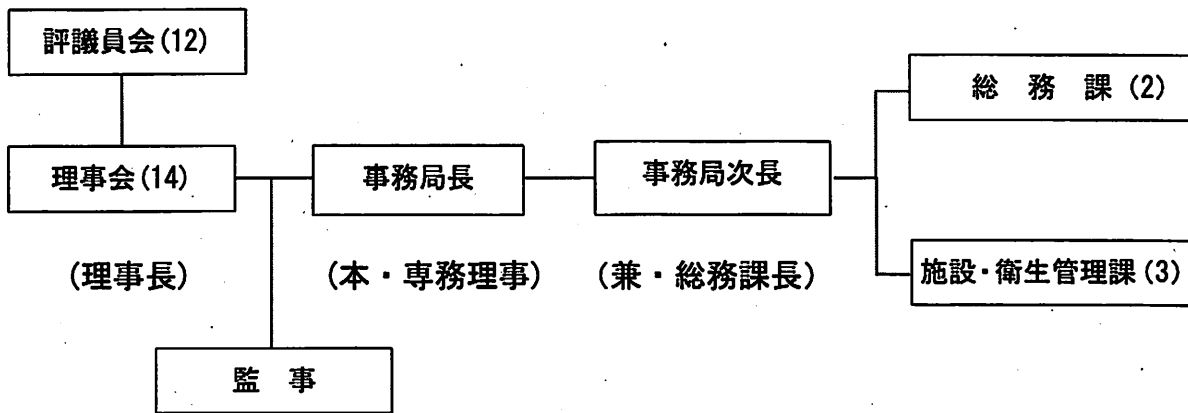 評議員会(12)
総　務　課(2)
理事会(14)
事務局長
事務局次長
(理事長)
(本・専務理事)
(兼・総務課長)
施設・衛生管理課(3)
監　事